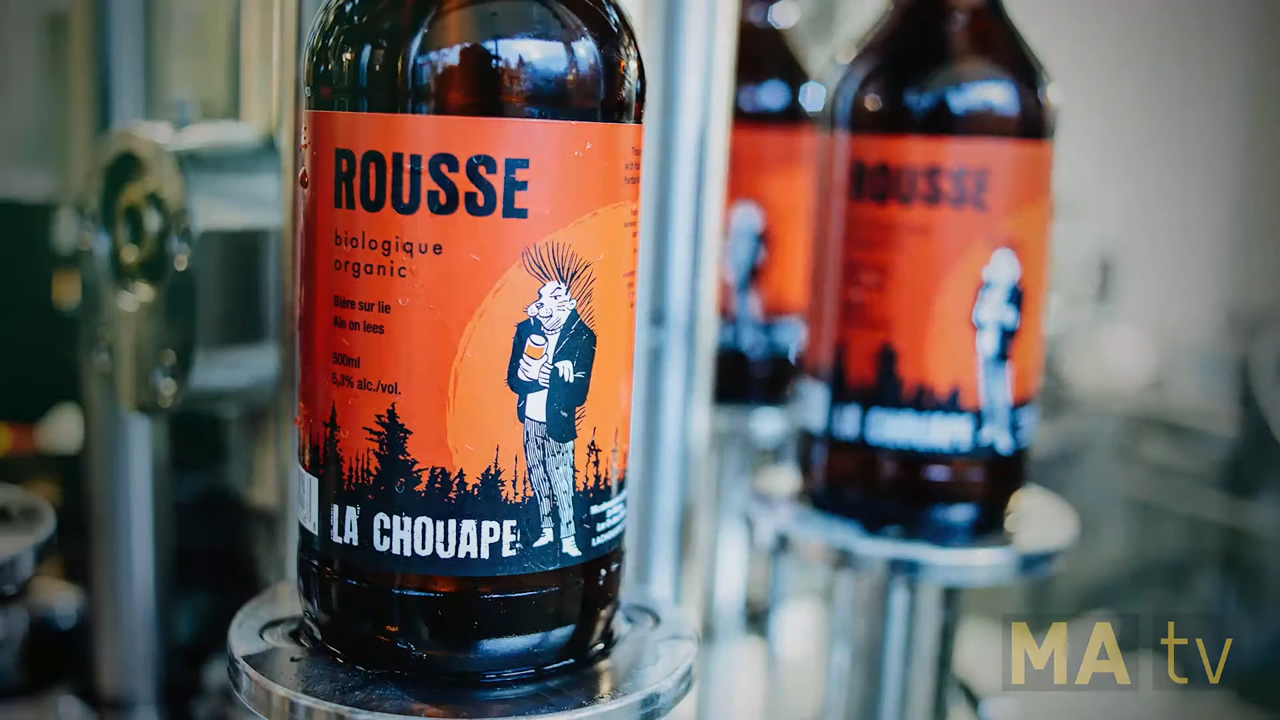 ROUSSE
biologique
organic
Bière sur lie
Ale on lees
500ml
5,3% alc./vol.
LA CHOUAPE
ROUSSE
LA CHOUAPE
MA tv